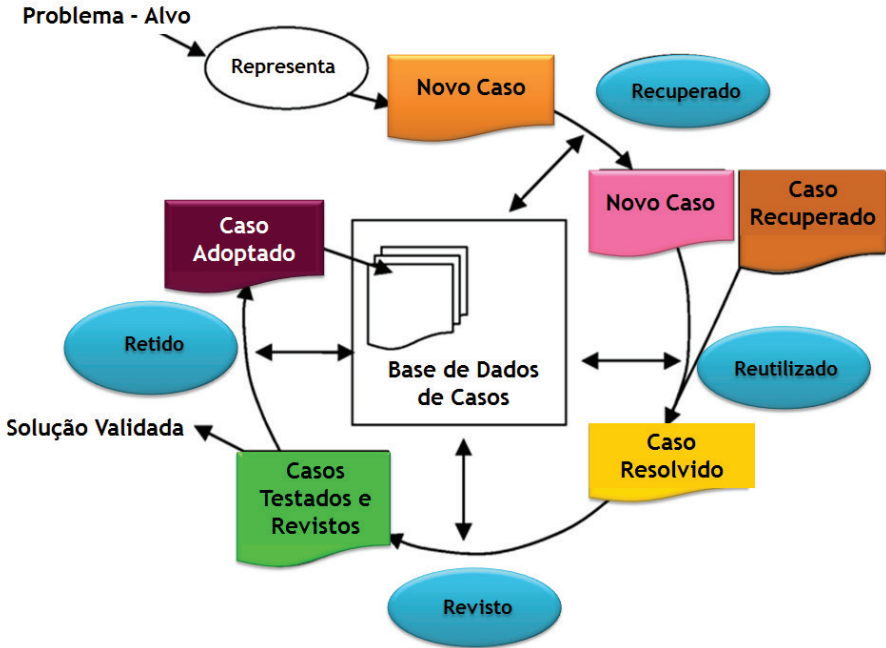 Problema - Alvo
Representa
Novo Caso
Recuperado
Novo Caso
Caso
Recuperado
Caso
Adoptado
Retido
Base de Dados
de Casos
Reutilizado
Solução Validada
Caso
Resolvido
Casos
Testados e
Revistos
Revisto